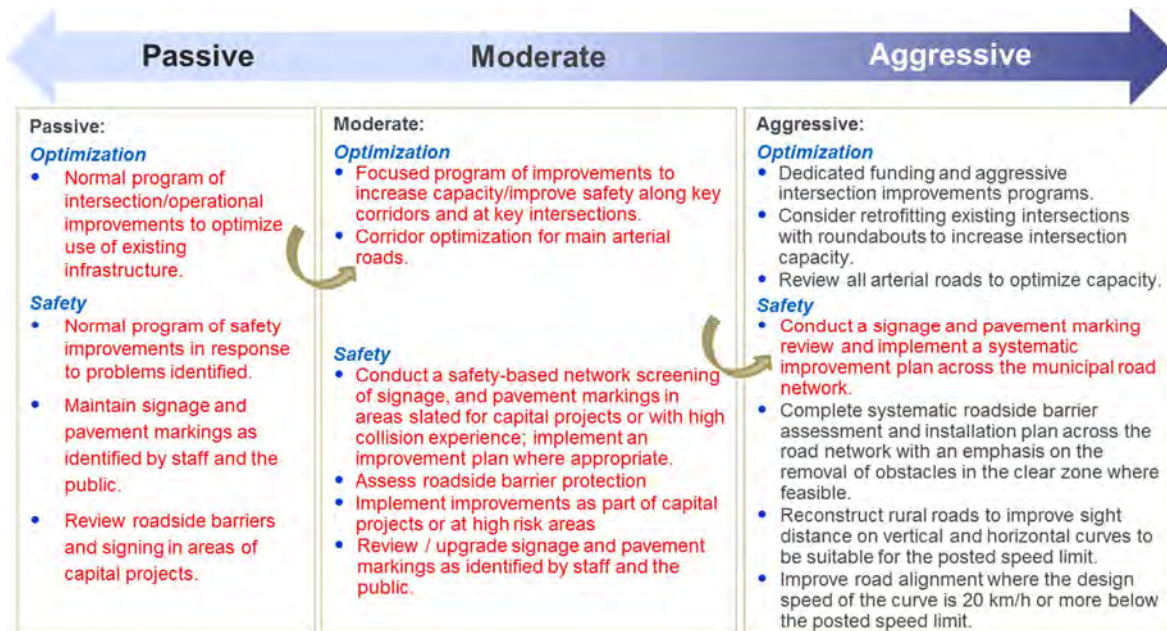 Passive
Moderate
Aggressive
Passive:
Optimization
• Normal program of
intersection/operational
improvements to optimize
use of existing
infrastructure.
Safety
• Normal program of safety
improvements in response
to problems identified.
• Maintain signage and
pavement markings as
identified by staff and the
public.
• Review roadside barriers
and signing in areas of
capital projects.
Moderate:
Optimization
• Focused program of improvements to
increase capacity/improve safety along key
corridors and at key intersections.
• Corridor optimization for main arterial
roads.
Safety
• Conduct a safety-based network screening
of signage, and pavement markings in
areas slated for capital projects or with high
collision experience; implement an
improvement plan where appropriate.
• Assess roadside barrier protection
• Implement improvements as part of capital
projects or at high risk areas
• Review / upgrade signage and pavement
markings as identified by staff and the
public.
Aggressive:
Optimization
• Dedicated funding and aggressive
intersection improvements programs.
• Consider retrofitting existing intersections
with roundabouts to increase intersection
capacity.
• Review all arterial roads to optimize capacity.
Safety
• Conduct a signage and pavement marking
review and implement a systematic
improvement plan across the municipal road
network.
• Complete systematic roadside barrier
assessment and installation plan across the
road network with an emphasis on the
removal of obstacles in the clear zone where
feasible.
• Reconstruct rural roads to improve sight
distance on vertical and horizontal curves to
be suitable for the posted speed limit.
• Improve road alignment where the design
speed of the curve is 20 km/h or more below
the posted speed limit.